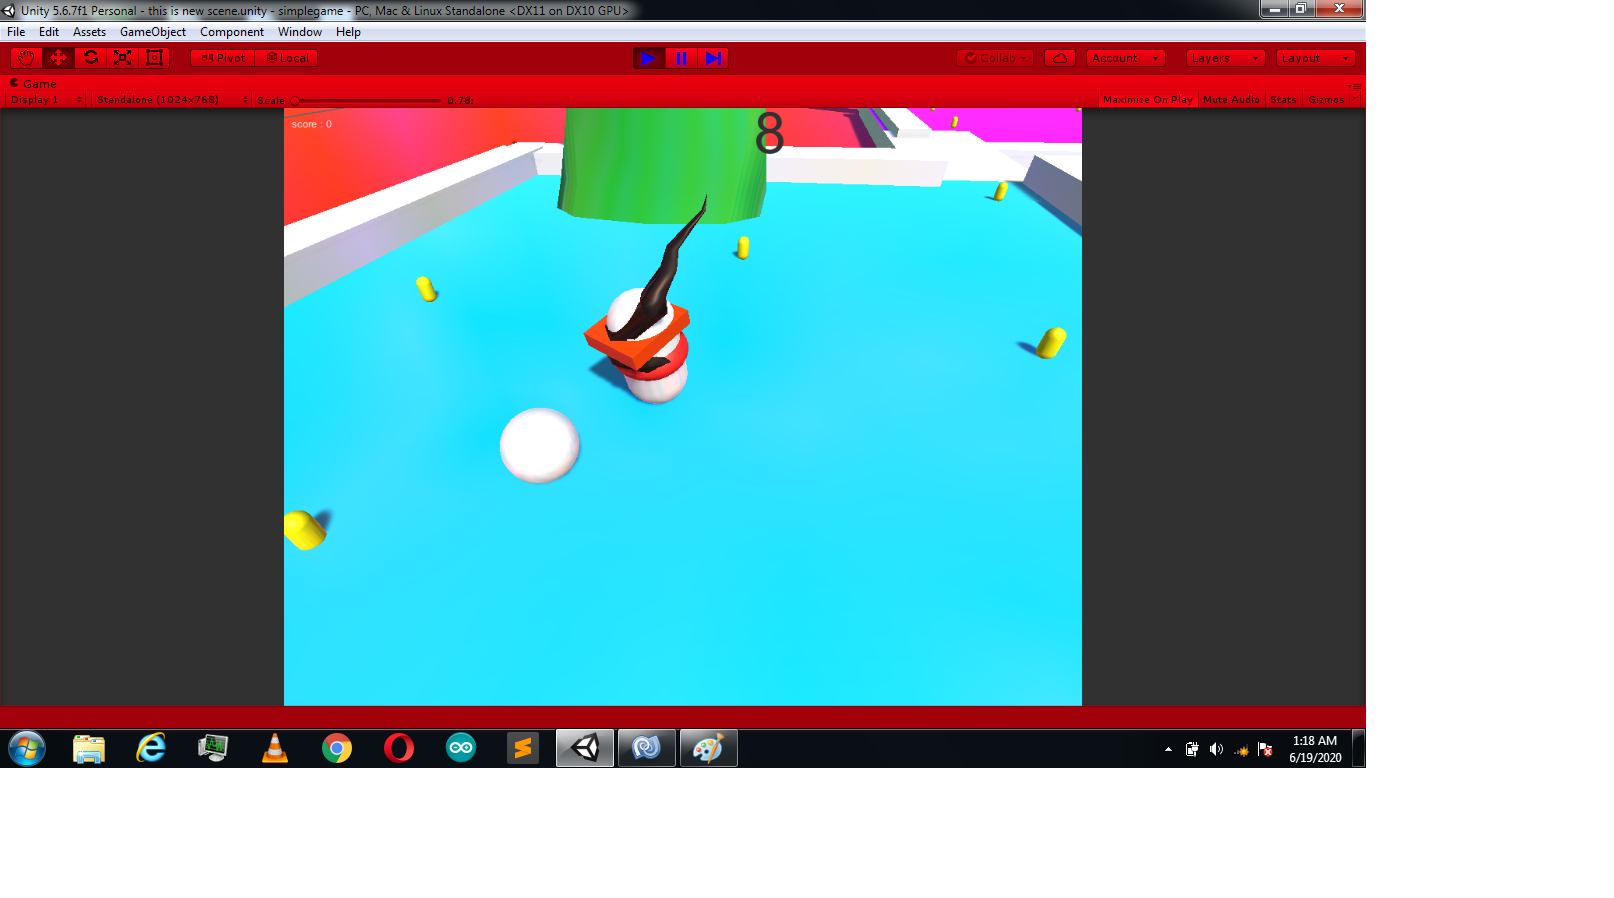 Unity 5.6.7f1 Personal - this is new scene.unity - simplegame - PC, Mac & Linux Standalone <DX11 on DX10 GPU>
File Edit Assets GameObject Component Window Help
Pivot Local Collab Account Layers Layout
Game
Display 1 Standalone (1024x768) Scale 0.78: Maximize On Play Mute Audio Stats Gizmos
score : 0
8
1:18 AM
6/19/2020